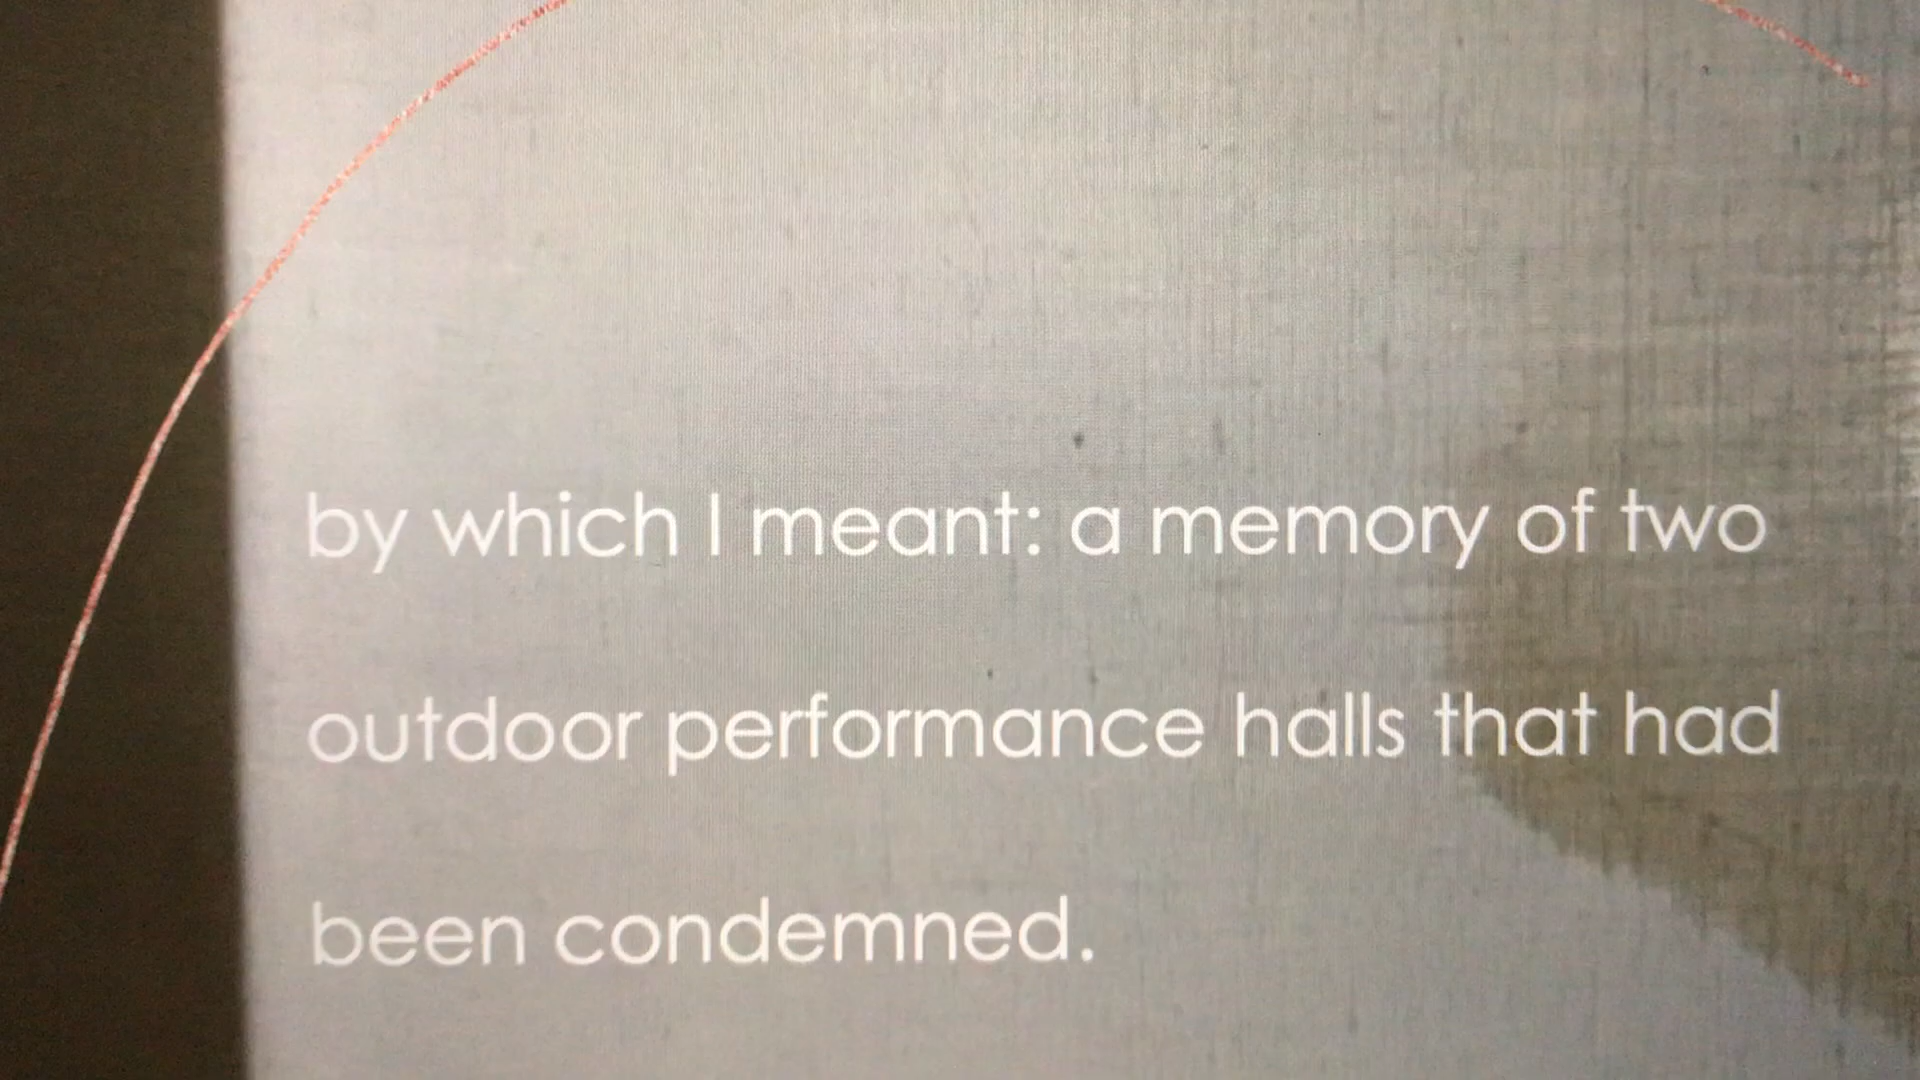 by which I meant: a memory of two
outdoor performance halls that had
been condemned.